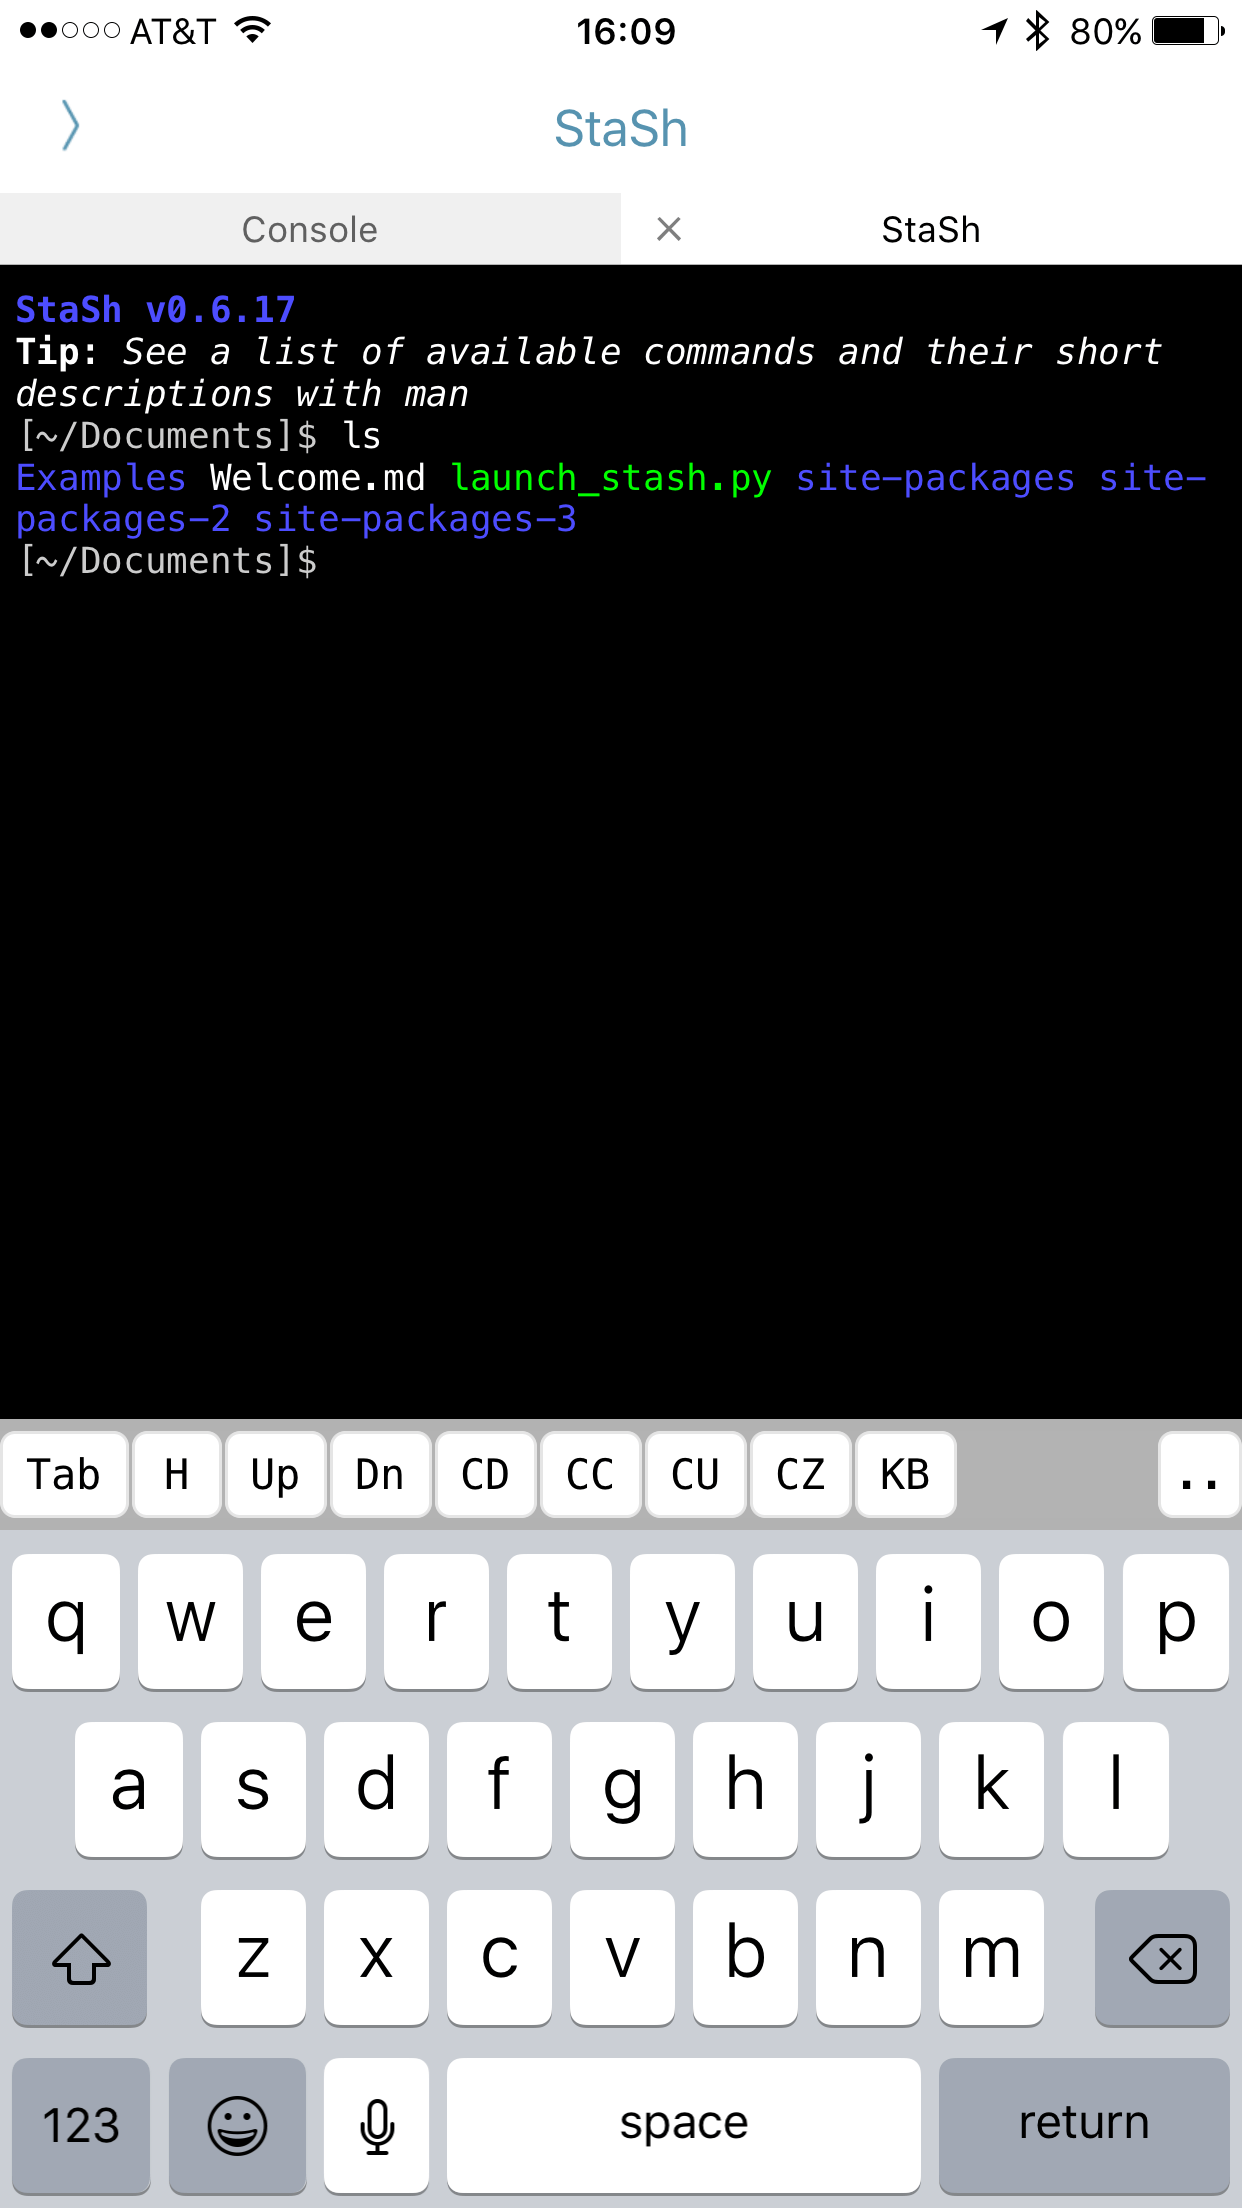 AT&T 16:09 80%
StaSh
Console × StaSh
StaSh v0.6.17
Tip: See a list of available commands and their short
descriptions with man
[~/Documents]$ ls
Examples Welcome.md launch_stash.py site-packages site-
packages-2 site-packages-3
[~/Documents]$
Tab H Up Dn CD CC CU CZ KB ..
q w e r t y u i o p
a s d f g h j k l
z x c v b n m
123 space return